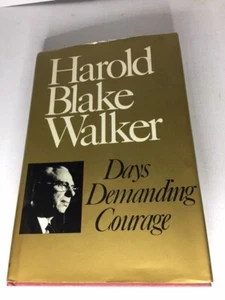 Harold
Blake
Walker
Days
Demanding
Courage